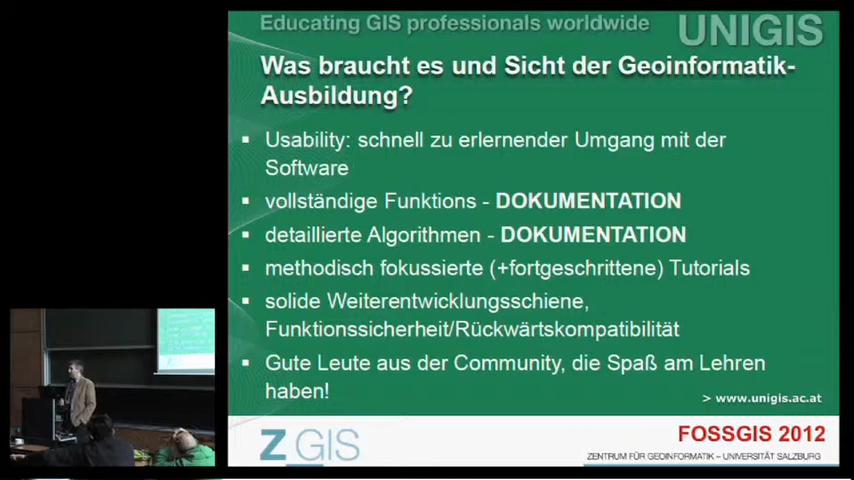 Educating GIS professionals worldwide
UNIGIS
Was braucht es und Sicht der Geoinformatik-
Ausbildung?
Usability: schnell zu erlernender Umgang mit der
Software
vollständige Funktions - DOKUMENTATION
detaillierte Algorithmen - DOKUMENTATION
methodisch fokussierte (+fortgeschrittene) Tutorials
solide Weiterentwicklungsschiene,
Funktionssicherheit/Rückwärtskompatibilität
Gute Leute aus der Community, die Spaß am Lehren
haben!
> www.unigis.ac.at
Z_GIS
FOSSGIS 2012
ZENTRUM FÜR GEOINFORMATIK – UNIVERSITÄT SALZBURG